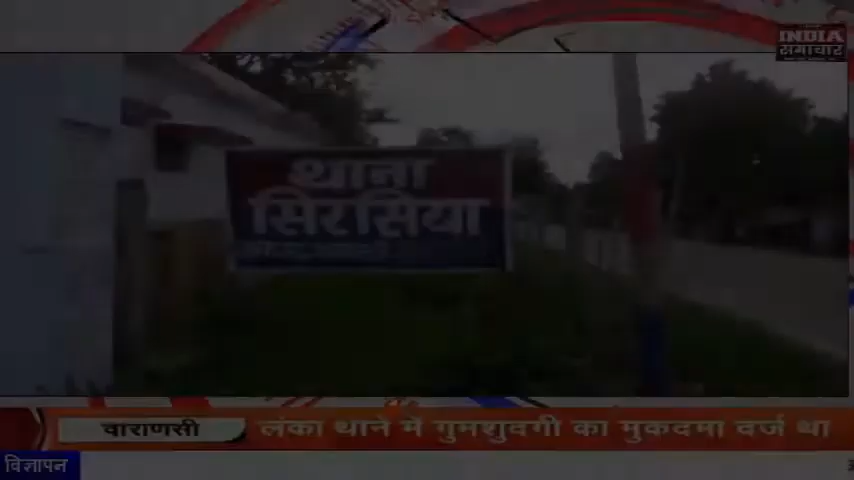 INDIA
समाचार
थाना
सिरसिया
वाराणसी
लंका थाने में गुमशुदगी का मुकदमा दर्ज था
विज्ञापन